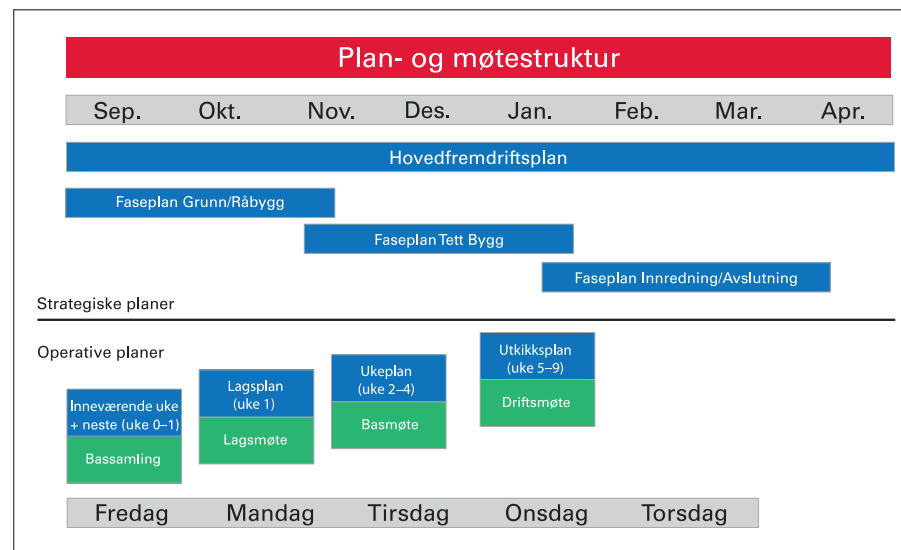 Plan- og møtestruktur
Sep. Okt. Nov. Des. Jan. Feb. Mar. Apr.
Hovedfremdriftsplan
Faseplan Grunn/Råbygg
Faseplan Tett Bygg
Faseplan Innredning/Avslutning
Strategiske planer
Operative planer
Inneværende uke
+ neste (uke 0–1)
Bassamling
Lagsplan
(uke 1)
Lagsmøte
Ukeplan
(uke 2–4)
Basmøte
Utkikksplan
(uke 5–9)
Driftsmøte
Fredag Mandag Tirsdag Onsdag Torsdag